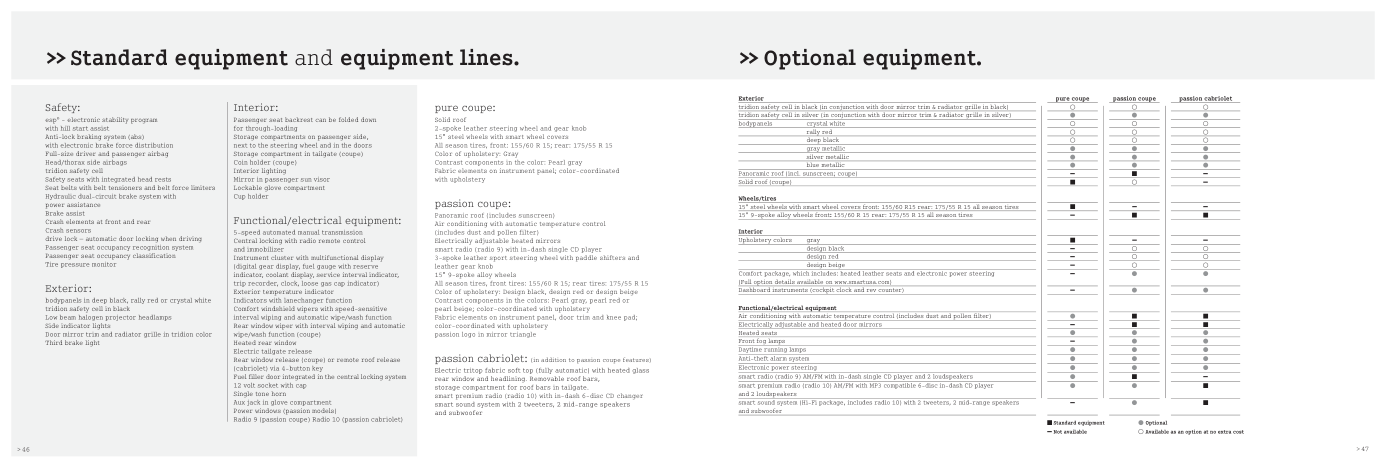 >> Standard equipment and equipment lines.
Safety:
esp® – electronic stability program
with hill start assist
Anti-lock braking system (abs)
with electronic brake force distribution
Full-size driver and passenger airbag
Head/thorax side airbags
tridion safety cell
Safety seats with integrated head rests
Seat belts with belt tensioners and belt force limiters
Hydraulic dual-circuit brake system with
power assistance
Brake assist
Crash elements at front and rear
Crash sensors
drive lock – automatic door locking when driving
Passenger seat occupancy recognition system
Passenger seat occupancy classification
Tire pressure monitor
Exterior:
bodypanels in deep black, rally red or crystal white
tridion safety cell in black
Low beam halogen projector headlamps
Side indicator lights
Door mirror trim and radiator grille in tridion color
Third brake light
Interior:
Passenger seat backrest can be folded down
for through-loading
Storage compartments on passenger side,
next to the steering wheel and in the doors
Storage compartment in tailgate (coupe)
Coin holder (coupe)
Interior lighting
Mirror in passenger sun visor
Lockable glove compartment
Cup holder
Functional/electrical equipment:
5-speed automated manual transmission
Central locking with radio remote control
and immobilizer
Instrument cluster with multifunctional display
(digital gear display, fuel gauge with reserve
indicator, coolant display, service interval indicator,
trip recorder, clock, loose gas cap indicator)
Exterior temperature indicator
Indicators with lanechanger function
Comfort windshield wipers with speed-sensitive
interval wiping and automatic wipe/wash function
Rear window wiper with interval wiping and automatic
wipe/wash function (coupe)
Heated rear window
Electric tailgate release
Rear window release (coupe) or remote roof release
(cabriolet) via 4-button key
Fuel filler door integrated in the central locking system
12 volt socket with cap
Single tone horn
Aux jack in glove compartment
Power windows (passion models)
Radio 9 (passion coupe) Radio 10 (passion cabriolet)
pure coupe:
Solid roof
2-spoke leather steering wheel and gear knob
15" steel wheels with smart wheel covers
All season tires, front: 155/60 R 15; rear: 175/55 R 15
Color of upholstery: Gray
Contrast components in the color: Pearl gray
Fabric elements on instrument panel; color-coordinated
with upholstery
passion coupe:
Panoramic roof (includes sunscreen)
Air conditioning with automatic temperature control
(includes dust and pollen filter)
Electrically adjustable heated mirrors
smart radio (radio 9) with in-dash single CD player
3-spoke leather sport steering wheel with paddle shifters and
leather gear knob
15" 9-spoke alloy wheels
All season tires, front tires: 155/60 R 15; rear tires: 175/55 R 15
Color of upholstery: Design black, design red or design beige
Contrast components in the colors: Pearl gray, pearl red or
pearl beige; color-coordinated with upholstery
Fabric elements on instrument panel, door trim and knee pad;
color-coordinated with upholstery
passion logo in mirror triangle
passion cabriolet: (in addition to passion coupe features)
Electric tritop fabric soft top (fully automatic) with heated glass
rear window and headlining. Removable roof bars,
storage compartment for roof bars in tailgate.
smart premium radio (radio 10) with in-dash 6-disc CD changer
smart sound system with 2 tweeters, 2 mid-range speakers
and subwoofer
> 46
>> Optional equipment.
Exterior pure coupe passion coupe passion cabriolet
tridion safety cell in black (in conjunction with door mirror trim & radiator grille in black)
tridion safety cell in silver (in conjunction with door mirror trim & radiator grille in silver)
bodypanels crystal white
rally red
deep black
gray metallic
silver metallic
blue metallic
Panoramic roof (incl. sunscreen; coupe) – ■ –
Solid roof (coupe) ■ ○ –
Wheels/tires
15" steel wheels with smart wheel covers front: 155/60 R15 rear: 175/55 R 15 all season tires ■ – –
15" 9-spoke alloy wheels front: 155/60 R 15 rear: 175/55 R 15 all season tires – ■ ■
Interior
Upholstery colors gray ■ – –
design black – ○ ○
design red – ○ ○
design beige – ○ ○
Comfort package, which includes: heated leather seats and electronic power steering – ● ●
(Full option details available on www.smartusa.com)
Dashboard instruments (cockpit clock and rev counter) – ● ●
Functional/electrical equipment
Air conditioning with automatic temperature control (includes dust and pollen filter) ● ■ ■
Electrically adjustable and heated door mirrors – ■ ■
Heated seats
Front fog lamps – ● ●
Daytime running lamps
Anti-theft alarm system
Electronic power steering
smart radio (radio 9) AM/FM with in-dash single CD player and 2 loudspeakers ● ■ –
smart premium radio (radio 10) AM/FM with MP3 compatible 6-disc in-dash CD player ● ● ■
and 2 loudspeakers
smart sound system (Hi-Fi package, includes radio 10) with 2 tweeters, 2 mid-range speakers – ● ■
and subwoofer
■ Standard equipment ● Optional
– Not available ○ Available as an option at no extra cost
> 47